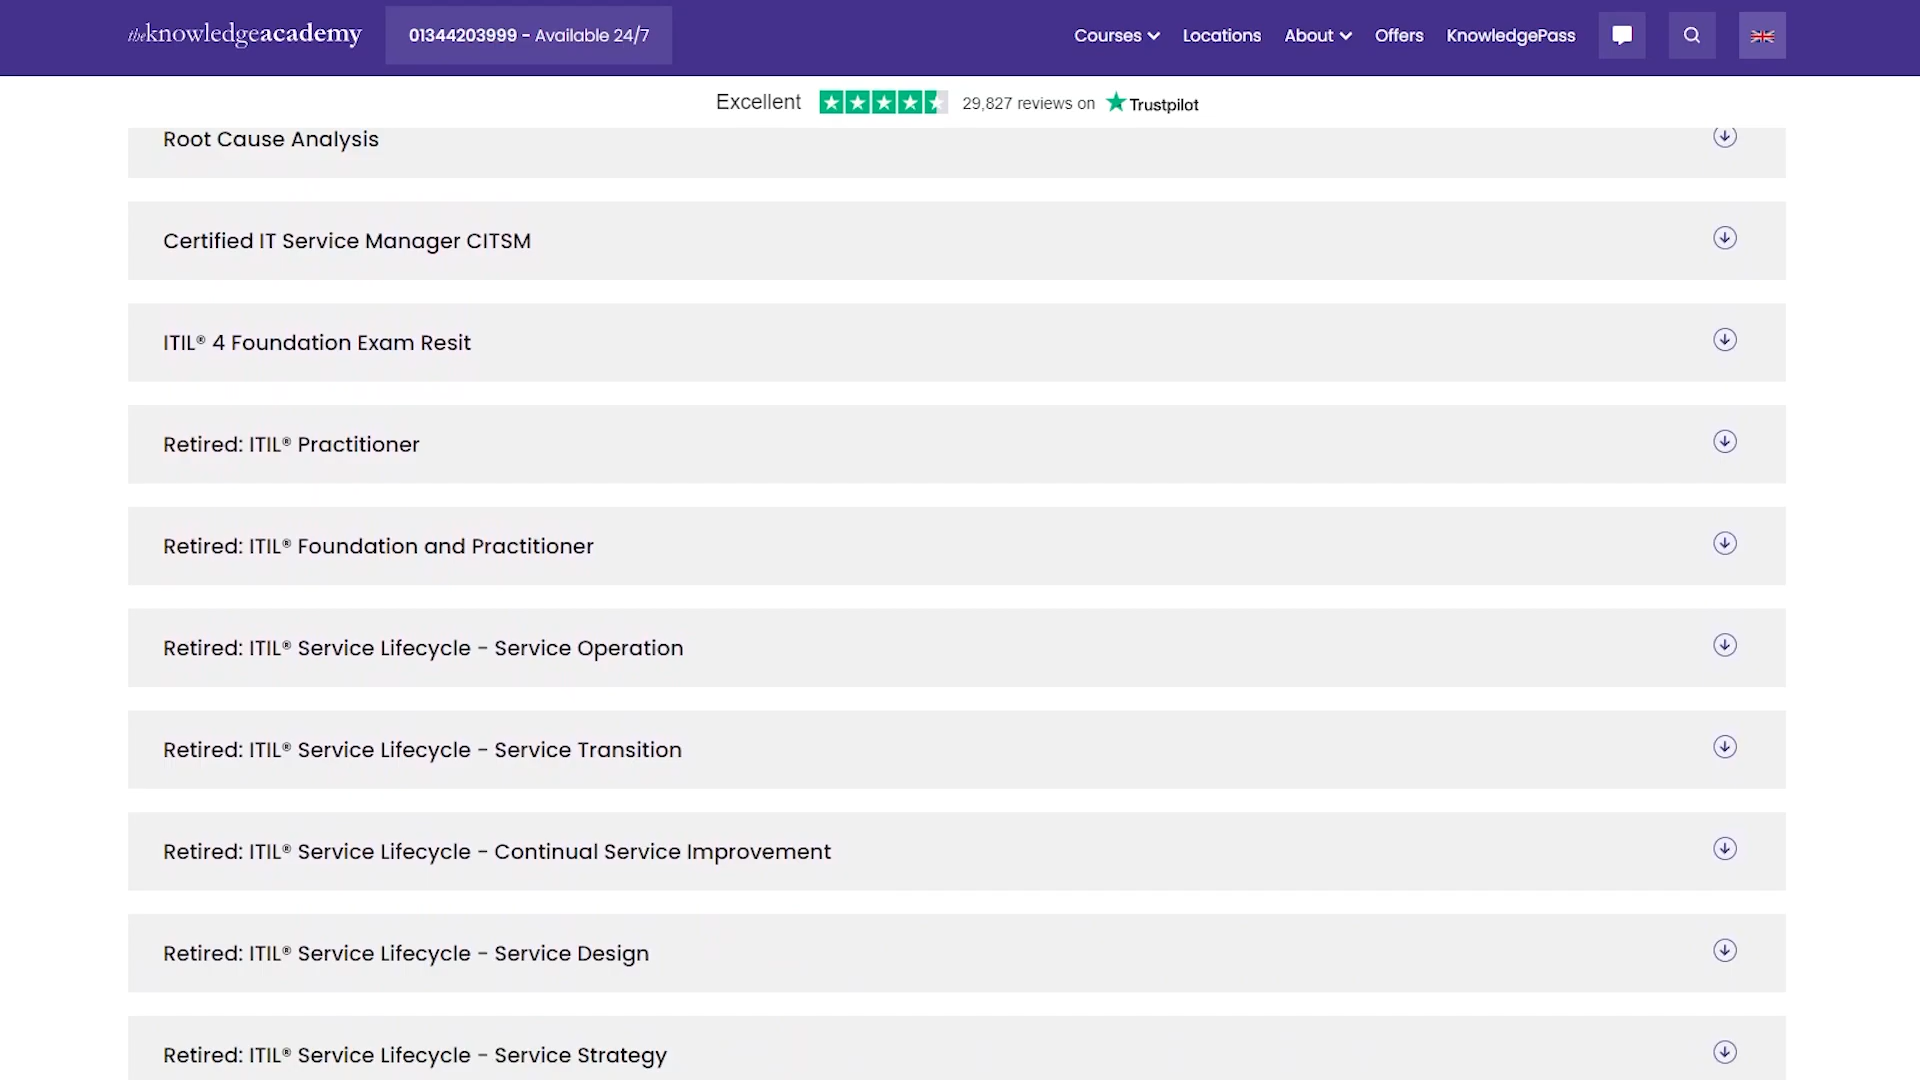 theknowledgeacademy
01344203999 - Available 24/7
Courses
Locations
About
Offers
KnowledgePass
Excellent
29,827 reviews on
Trustpilot
Root Cause Analysis
Certified IT Service Manager CITSM
ITIL® 4 Foundation Exam Resit
Retired: ITIL® Practitioner
Retired: ITIL® Foundation and Practitioner
Retired: ITIL® Service Lifecycle - Service Operation
Retired: ITIL® Service Lifecycle - Service Transition
Retired: ITIL® Service Lifecycle - Continual Service Improvement
Retired: ITIL® Service Lifecycle - Service Design
Retired: ITIL® Service Lifecycle - Service Strategy